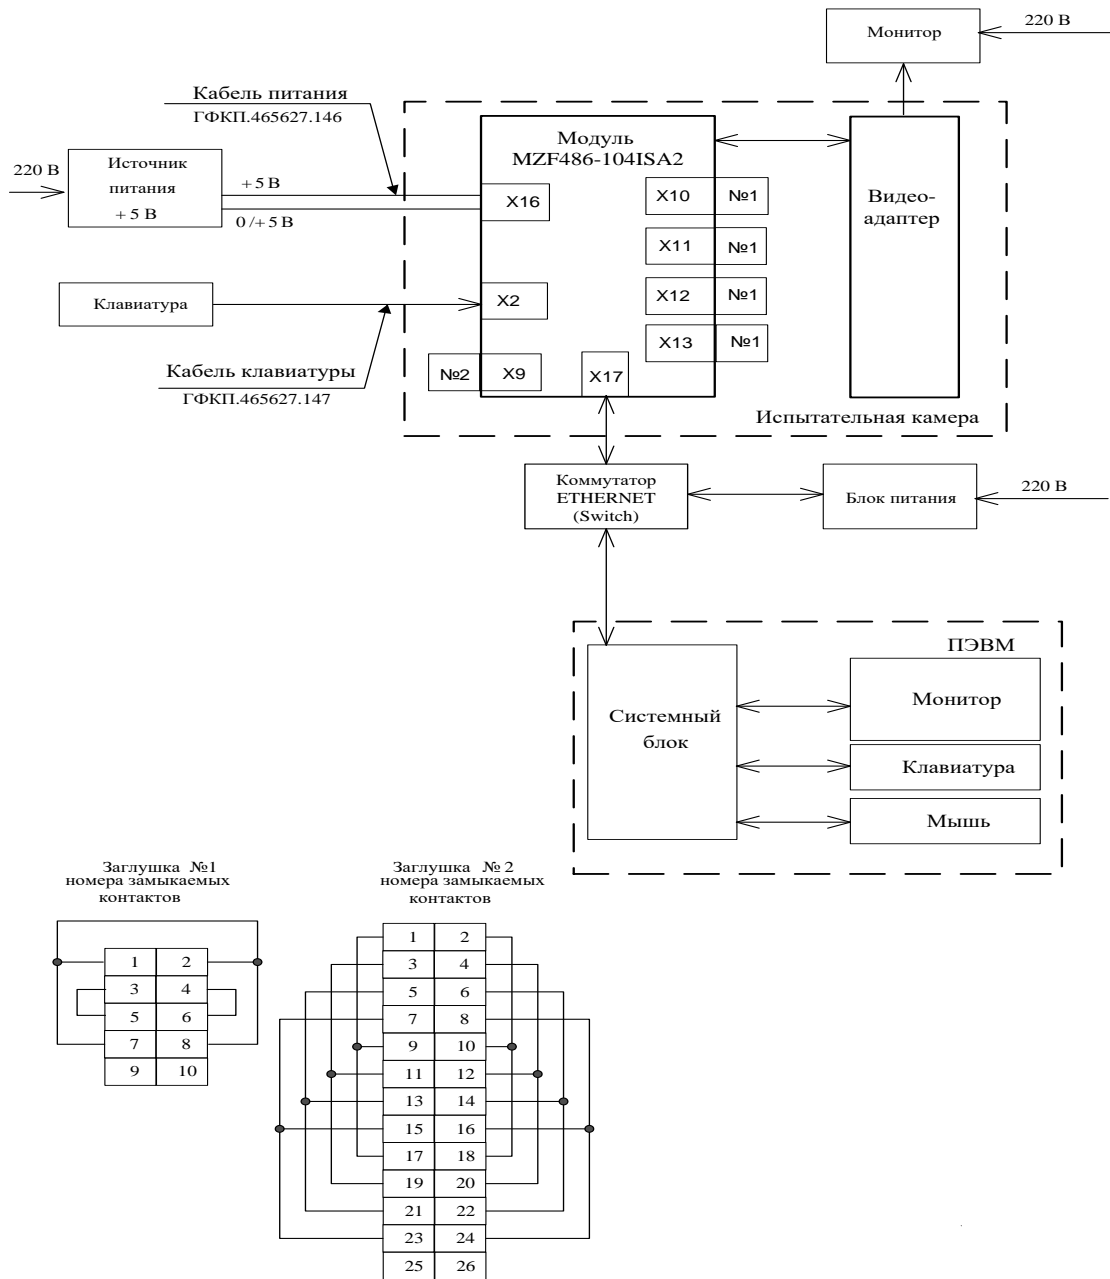 Монитор
220 В
Кабель питания
ГФКП.465627.146
220 В
Источник
питания
+ 5 В
+ 5 В
0 /+ 5 В
Модуль
MZF486-104ISA2
X16
X10
№1
X11
№1
X12
№1
X13
№1
Видео-
адаптер
Клавиатура
X2
Кабель клавиатуры
ГФКП.465627.147
№2
X9
X17
Испытательная камера
Коммутатор
ETHERNET
(Switch)
Блок питания
220 В
ПЭВМ
Системный
блок
Монитор
Клавиатура
Мышь
Заглушка №1
номера замыкаемых
контактов
1 2
3 4
5 6
7 8
9 10
Заглушка № 2
номера замыкаемых
контактов
1 2
3 4
5 6
7 8
9 10
11 12
13 14
15 16
17 18
19 20
21 22
23 24
25 26